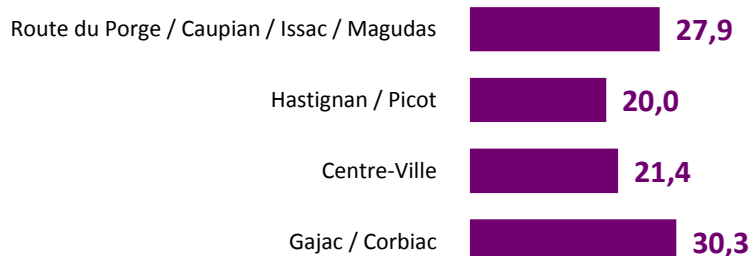 Route du Porge / Caupian / Issac / Magudas 27,9
Hastignan / Picot 20,0
Centre-Ville 21,4
Gajac / Corbiac 30,3